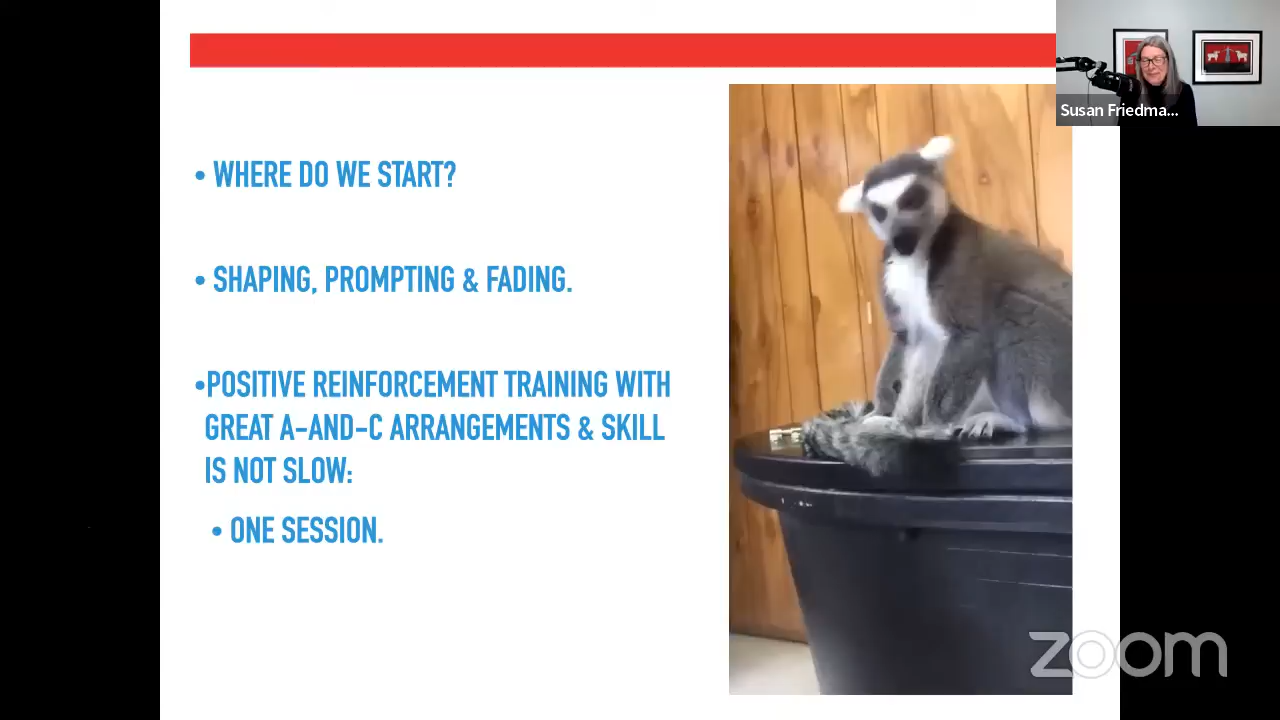 Susan Friedma...
• WHERE DO WE START?
• SHAPING, PROMPTING & FADING.
•POSITIVE REINFORCEMENT TRAINING WITH
GREAT A-AND-C ARRANGEMENTS & SKILL
IS NOT SLOW:
• ONE SESSION.
zoom